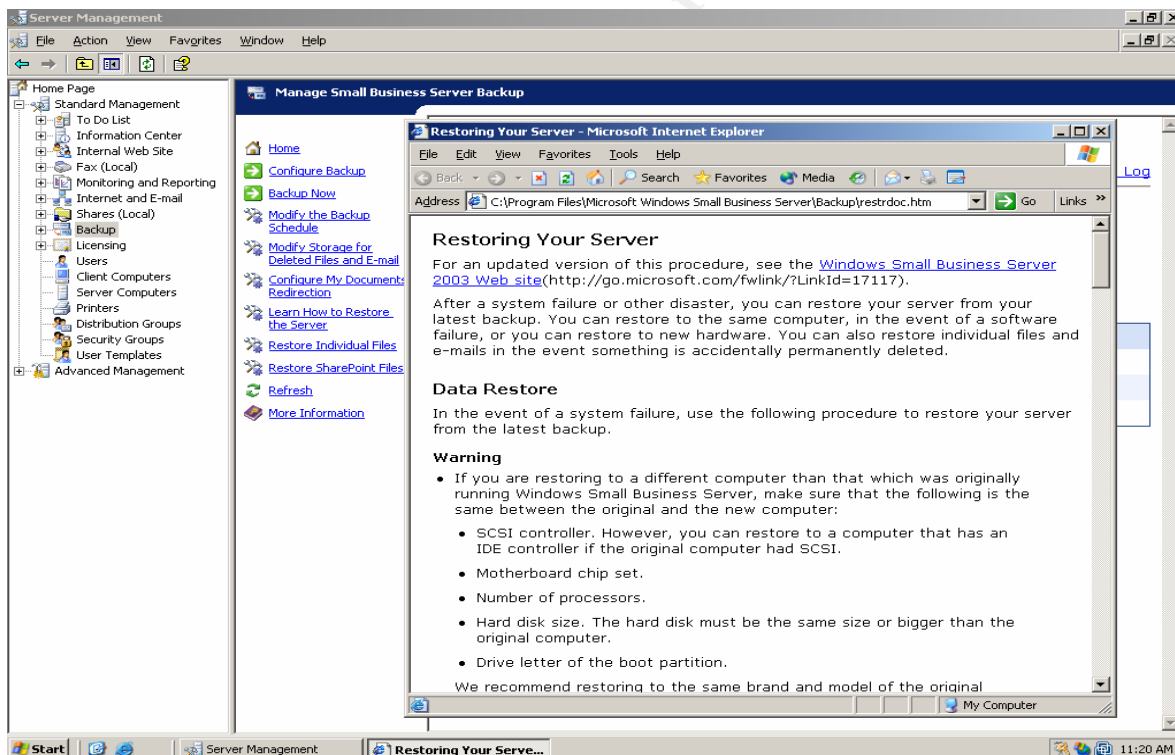 Server Management
File Action View Favorites Window Help
Home Page
Standard Management
To Do List
Information Center
Internal Web Site
Fax (Local)
Monitoring and Reporting
Internet and E-mail
Shares (Local)
Backup
Licensing
Users
Client Computers
Server Computers
Printers
Distribution Groups
Security Groups
User Templates
Advanced Management
Manage Small Business Server Backup
Home
Configure Backup
Backup Now
Modify the Backup
Schedule
Modify Storage for
Deleted Files and E-mail
Configure My Documents
Redirection
Learn How to Restore
the Server
Restore Individual Files
Restore SharePoint Files
Refresh
More Information
Log
Restoring Your Server - Microsoft Internet Explorer
File Edit View Favorites Tools Help
Back Search Favorites Media
Address C:\Program Files\Microsoft Windows Small Business Server\Backup\restrdoc.htm Go Links »
Restoring Your Server
For an updated version of this procedure, see the Windows Small Business Server
2003 Web site(http://go.microsoft.com/fwlink/?LinkId=17117).
After a system failure or other disaster, you can restore your server from your
latest backup. You can restore to the same computer, in the event of a software
failure, or you can restore to new hardware. You can also restore individual files and
e-mails in the event something is accidentally permanently deleted.
Data Restore
In the event of a system failure, use the following procedure to restore your server
from the latest backup.
Warning
• If you are restoring to a different computer than that which was originally
running Windows Small Business Server, make sure that the following is the
same between the original and the new computer:
• SCSI controller. However, you can restore to a computer that has an
IDE controller if the original computer had SCSI.
• Motherboard chip set.
• Number of processors.
• Hard disk size. The hard disk must be the same size or bigger than the
original computer.
• Drive letter of the boot partition.
We recommend restoring to the same brand and model of the original
My Computer
Start Server Management Restoring Your Serve... 11:20 AM